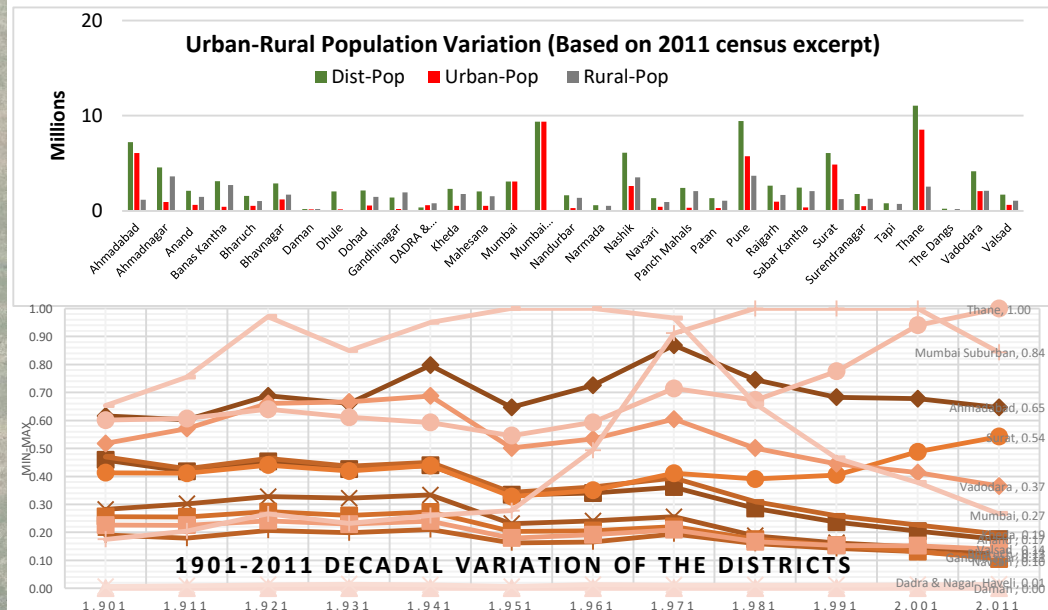 20
Urban-Rural Population Variation (Based on 2011 census excerpt)
Dist-Pop Urban-Pop Rural-Pop
Millions
10
0
Ahmadabad
Ahmadnagar
Anand
Banas Kantha
Bharuch
Bhavnagar
Daman
Dhule
Dohad
Gandhinagar
DADRA &...
Kheda
Mahesana
Mumbai
Mumbai...
Nandurbar
Narmada
Nashik
Navsari
Panch Mahals
Patan
Pune
Raigarh
Sabar Kantha
Surat
Surendranagar
Tapi
Thane
The Dangs
Vadodara
Valsad
1.00
0.90
0.80
0.70
0.60
0.50
0.40
0.30
0.20
0.10
0.00
MIN-MAX
Thane, 1.00
Mumbai Suburban, 0.84
Ahmadabad, 0.65
Surat, 0.54
Vadodara , 0.37
Mumbai, 0.27
Anand , 0.17
Dadra & Nagar, Haveli, 0.01
Daman, 0.00
1901-2011 DECADAL VARIATION OF THE DISTRICTS
1,901 1,911 1,921 1,931 1,941 1,951 1,961 1,971 1,981 1,991 2,001 2,011